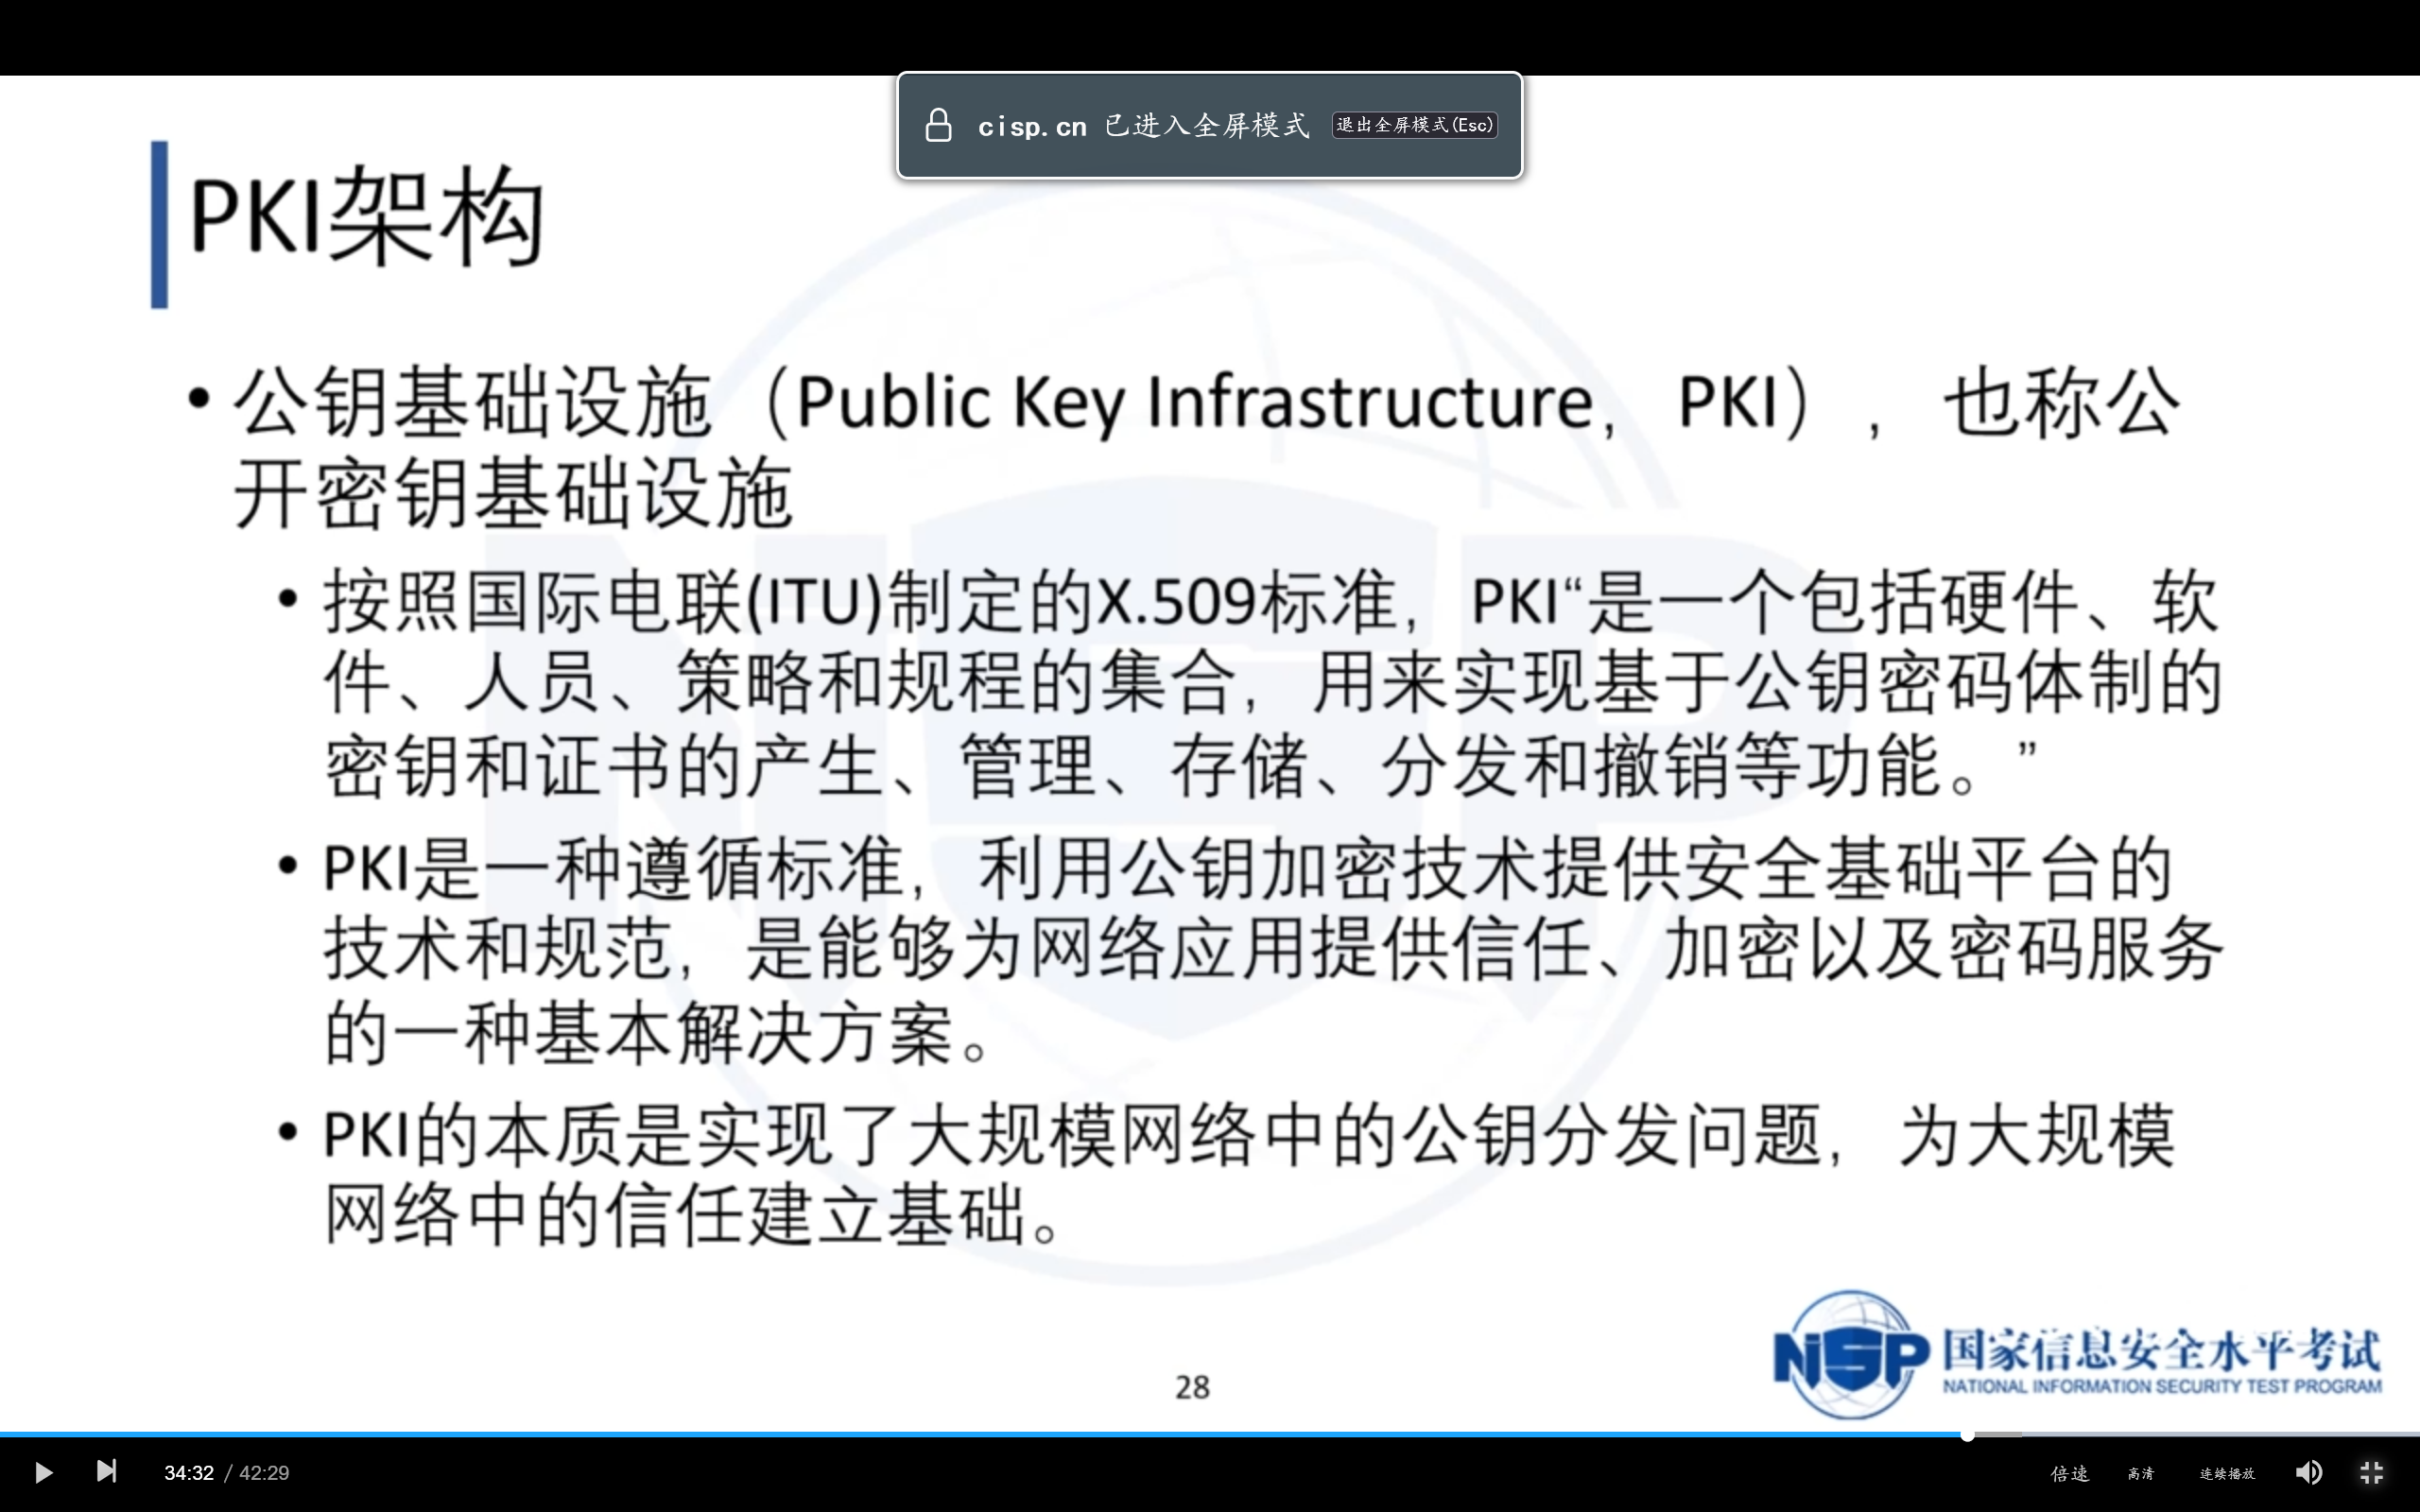 cisp.cn 已进入全屏模式 退出全屏模式(Esc)
PKI架构
• 公钥基础设施（Public Key Infrastructure， PKI），也称公
开密钥基础设施
• 按照国际电联(ITU)制定的X.509标准，PKI“是一个包括硬件、软
件、人员、策略和规程的集合，用来实现基于公钥密码体制的
密钥和证书的产生、管理、存储、分发和撤销等功能。”
• PKI是一种遵循标准，利用公钥加密技术提供安全基础平台的
技术和规范，是能够为网络应用提供信任、加密以及密码服务
的一种基本解决方案。
• PKI的本质是实现了大规模网络中的公钥分发问题，为大规模
网络中的信任建立基础。
NSP 国家信息安全水平考试
NATIONAL INFORMATION SECURITY TEST PROGRAM
28
34:32 / 42:29 倍速 高清 连续播放